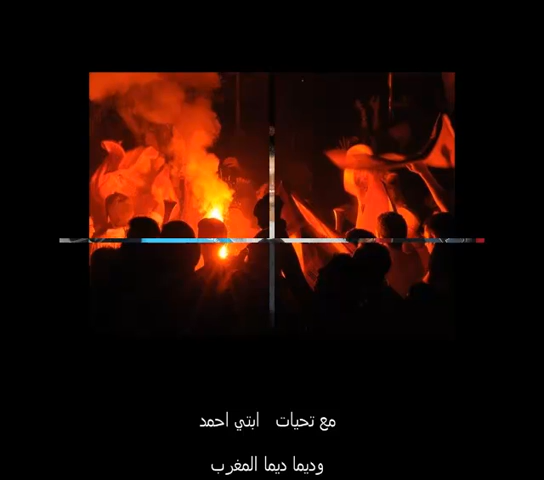 مع تحيات ابتي احمد
وديما ديما المغرب